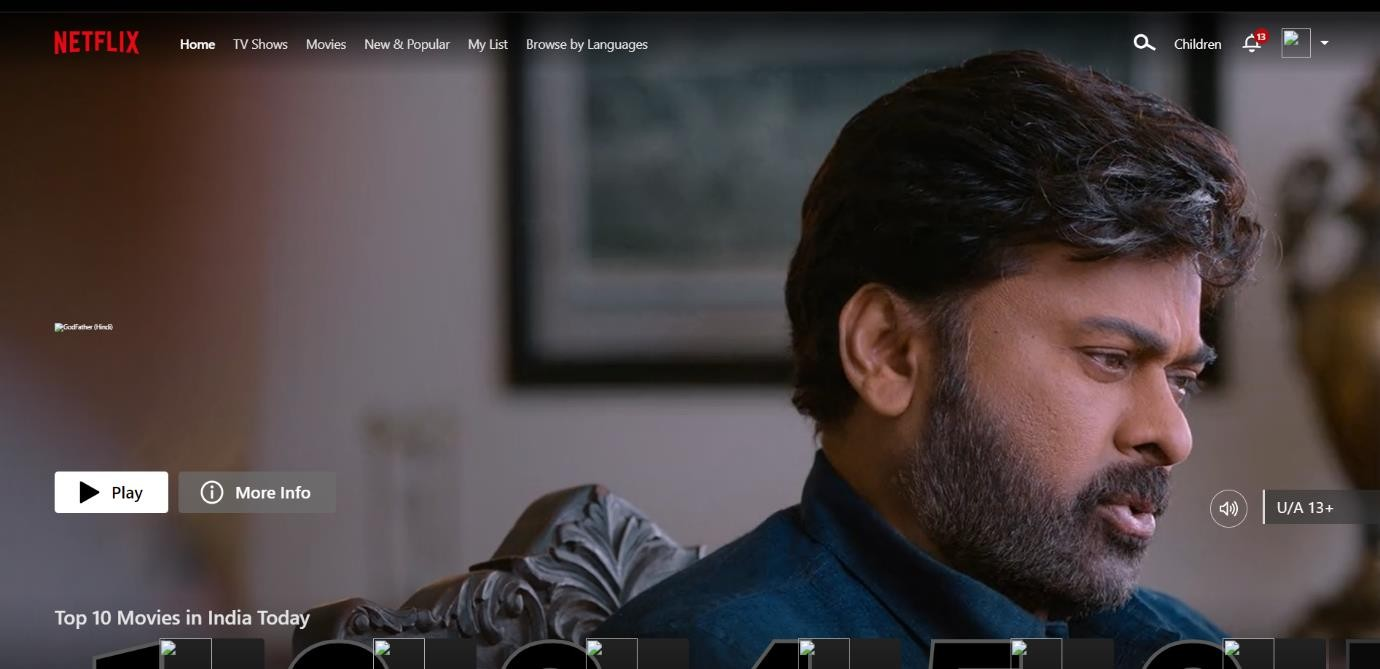 NETFLIX Home TV Shows Movies New & Popular My List Browse by Languages Children 13
GodFather (Hindi)
Play More Info
U/A 13+
Top 10 Movies in India Today